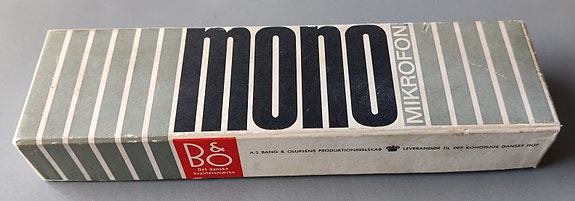 mono
MIKROFON
B&O
Det danske
kvalitetsmærke
A/S BANG & OLUFSENS PRODUKTIONSSELSKAB LEVERANDØR TIL DET KONGELIGE DANSKE HOF